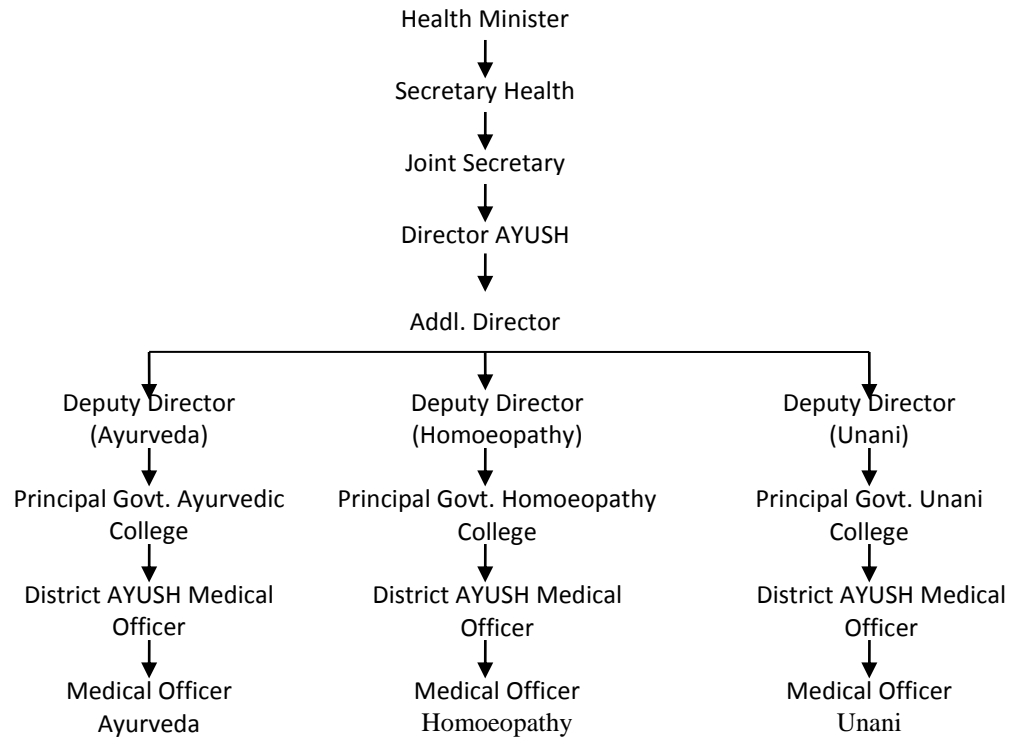 Health Minister
Secretary Health
Joint Secretary
Director AYUSH
Addl. Director
Deputy Director
(Ayurveda)
Deputy Director
(Homoeopathy)
Deputy Director
(Unani)
Principal Govt. Ayurvedic
College
Principal Govt. Homoeopathy
College
Principal Govt. Unani
College
District AYUSH Medical
Officer
District AYUSH Medical
Officer
District AYUSH Medical
Officer
Medical Officer
Ayurveda
Medical Officer
Homoeopathy
Medical Officer
Unani